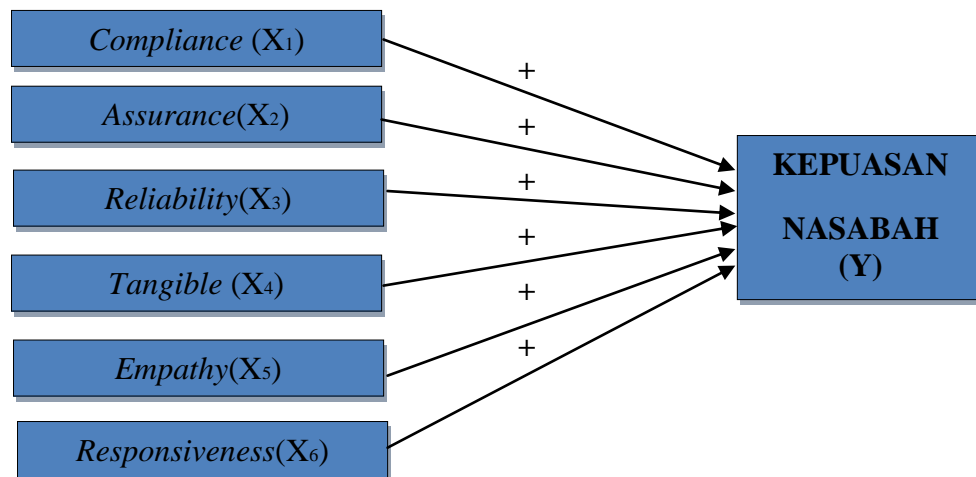 Compliance (X1)
+
Assurance(X2)
+
Reliability(X3)
+
Tangible (X4)
+
Empathy(X5)
+
Responsiveness(X6)
+
KEPUASAN
NASABAH
(Y)